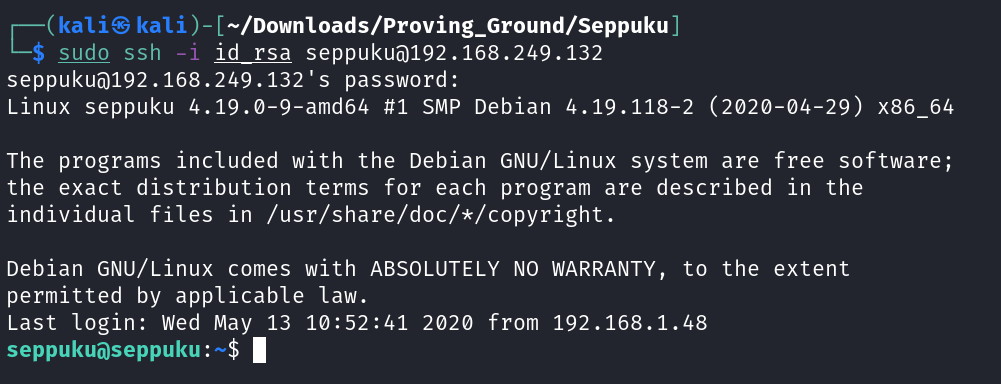 ┌──(kali㉿kali)-[~/Downloads/Proving_Ground/Seppuku]
└─$ sudo ssh -i id_rsa seppuku@192.168.249.132
seppuku@192.168.249.132's password:
Linux seppuku 4.19.0-9-amd64 #1 SMP Debian 4.19.118-2 (2020-04-29) x86_64

The programs included with the Debian GNU/Linux system are free software;
the exact distribution terms for each program are described in the
individual files in /usr/share/doc/*/copyright.

Debian GNU/Linux comes with ABSOLUTELY NO WARRANTY, to the extent
permitted by applicable law.
Last login: Wed May 13 10:52:41 2020 from 192.168.1.48
seppuku@seppuku:~$